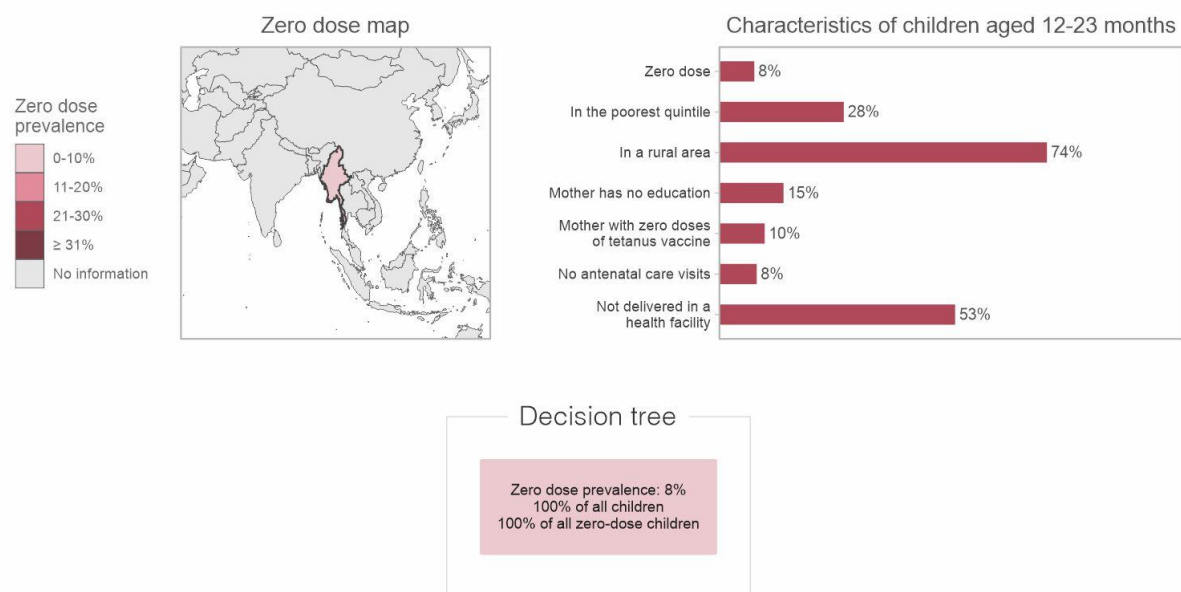 Zero dose map
Zero dose
prevalence
0-10%
11-20%
21-30%
≥ 31%
No information
Characteristics of children aged 12-23 months
Zero dose
8%
In the poorest quintile
28%
In a rural area
74%
Mother has no education
15%
Mother with zero doses
of tetanus vaccine
10%
No antenatal care visits
8%
Not delivered in a
health facility
53%
Decision tree
Zero dose prevalence: 8%
100% of all children
100% of all zero-dose children